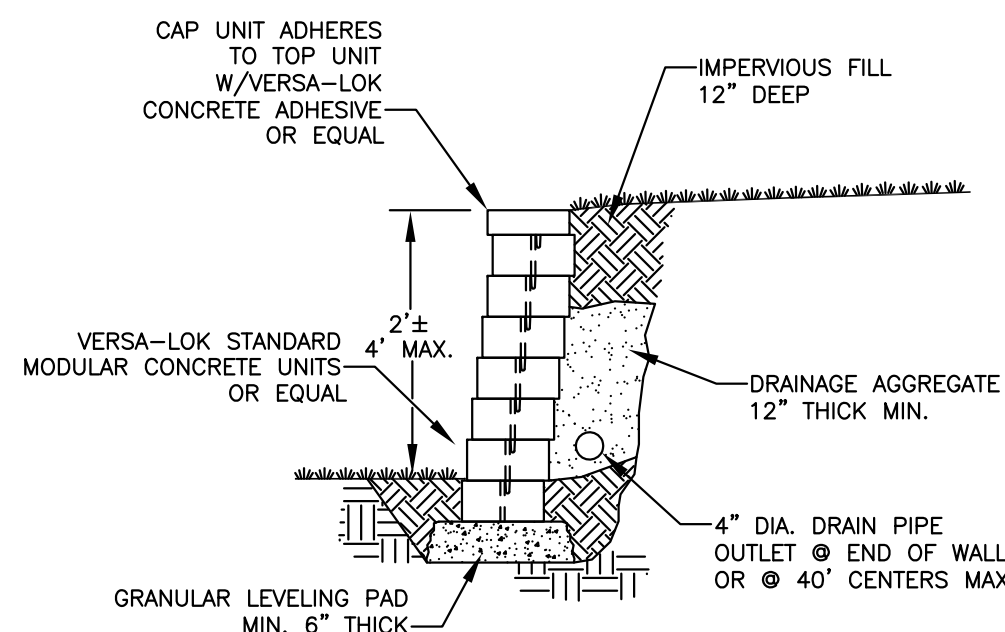 CAP UNIT ADHERES
TO TOP UNIT
W/VERSA-LOK
CONCRETE ADHESIVE
OR EQUAL
IMPERVIOUS FILL
12" DEEP
2'±
4' MAX.
VERSA-LOK STANDARD
MODULAR CONCRETE UNITS
OR EQUAL
DRAINAGE AGGREGATE
12" THICK MIN.
4" DIA. DRAIN PIPE
OUTLET @ END OF WALL
OR @ 40' CENTERS MAX
GRANULAR LEVELING PAD
MIN. 6" THICK